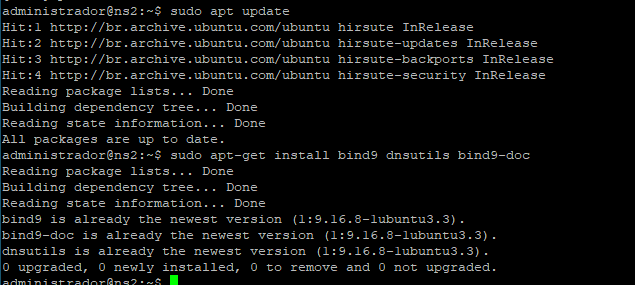 administrador@ns2:~$ sudo apt update
Hit:1 http://br.archive.ubuntu.com/ubuntu hirsute InRelease
Hit:2 http://br.archive.ubuntu.com/ubuntu hirsute-updates InRelease
Hit:3 http://br.archive.ubuntu.com/ubuntu hirsute-backports InRelease
Hit:4 http://br.archive.ubuntu.com/ubuntu hirsute-security InRelease
Reading package lists... Done
Building dependency tree... Done
Reading state information... Done
All packages are up to date.
administrador@ns2:~$ sudo apt-get install bind9 dnsutils bind9-doc
Reading package lists... Done
Building dependency tree... Done
Reading state information... Done
bind9 is already the newest version (1:9.16.8-1ubuntu3.3).
bind9-doc is already the newest version (1:9.16.8-1ubuntu3.3).
dnsutils is already the newest version (1:9.16.8-1ubuntu3.3).
0 upgraded, 0 newly installed, 0 to remove and 0 not upgraded.
administrador@ns2:~$